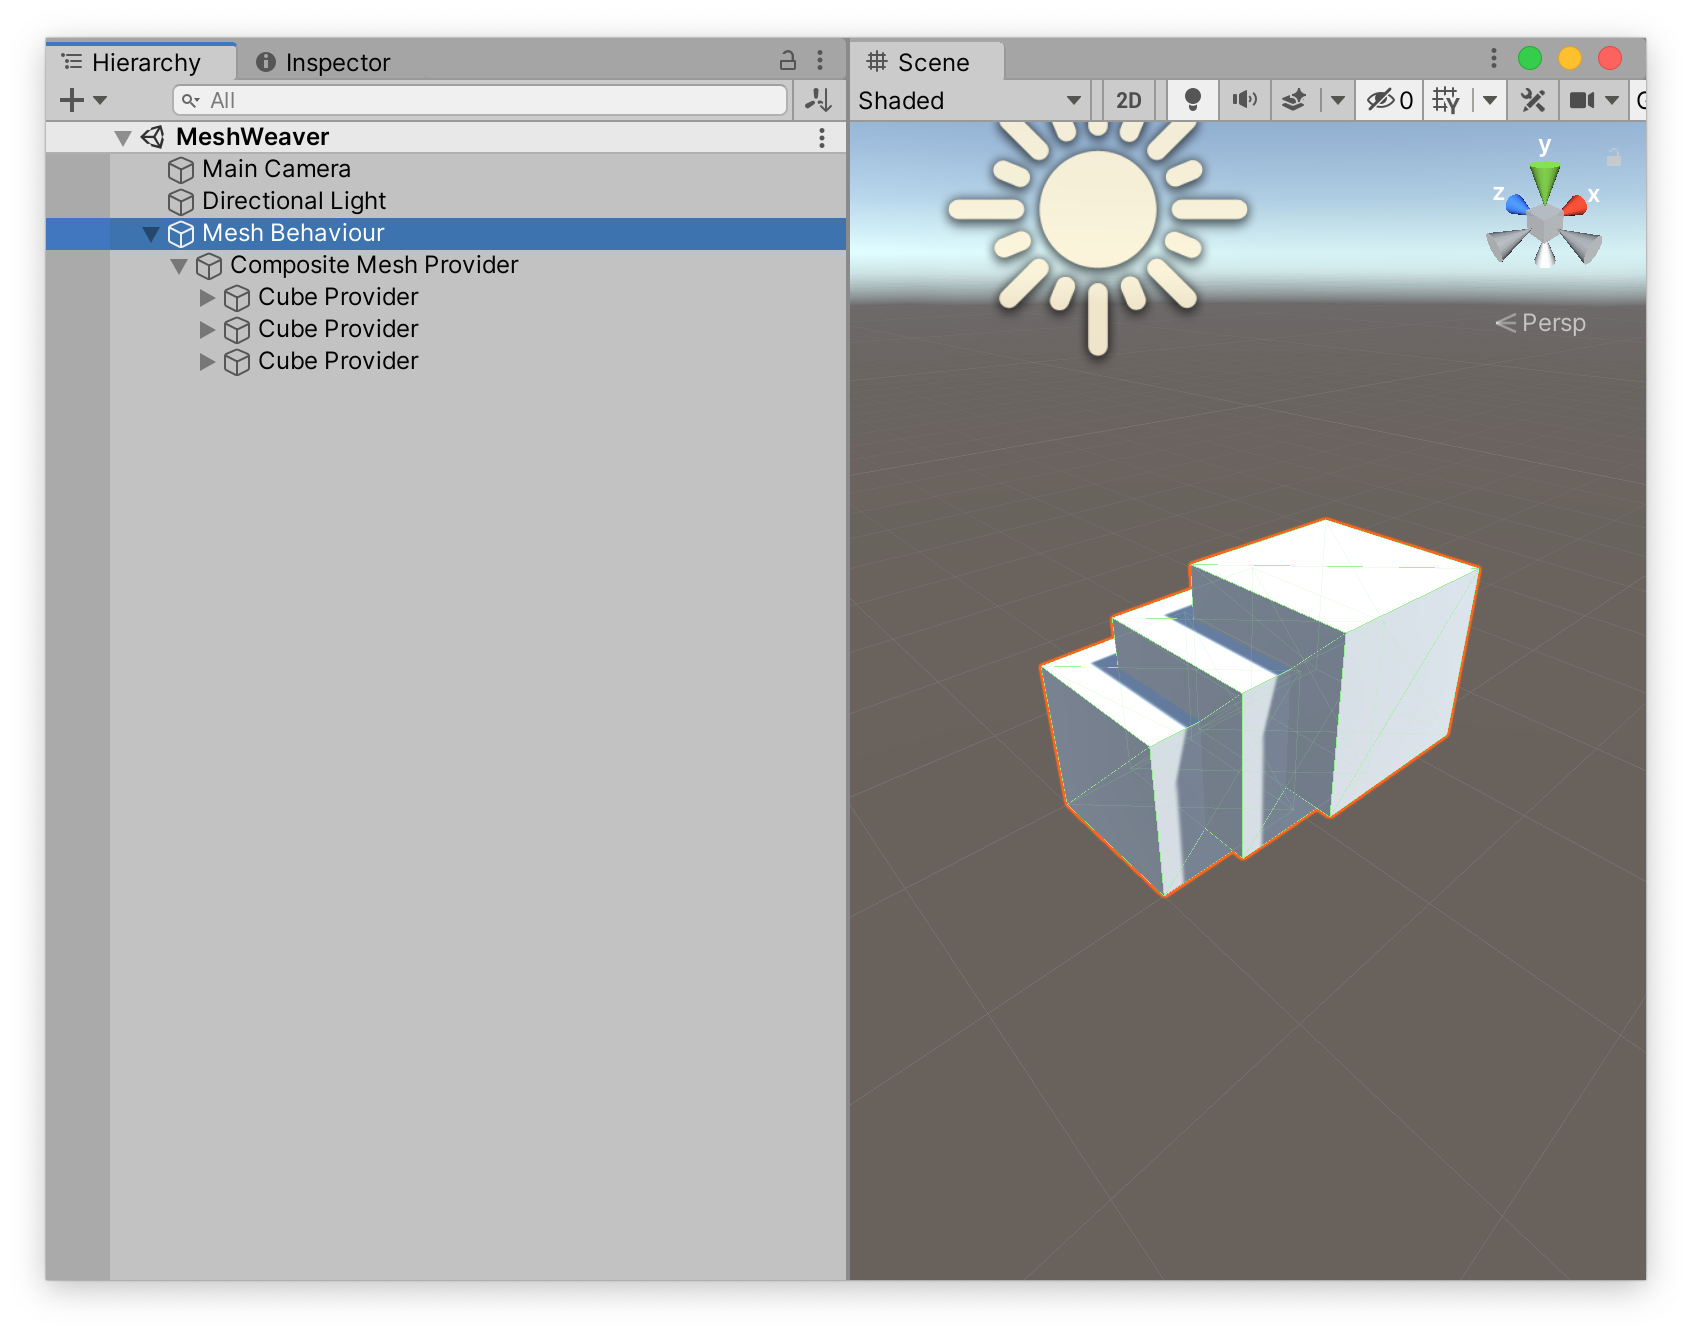 Hierarchy
Inspector
All
MeshWeaver
Main Camera
Directional Light
Mesh Behaviour
Composite Mesh Provider
Cube Provider
Cube Provider
Cube Provider
Scene
Shaded
2D
0
y
z
x
Persp